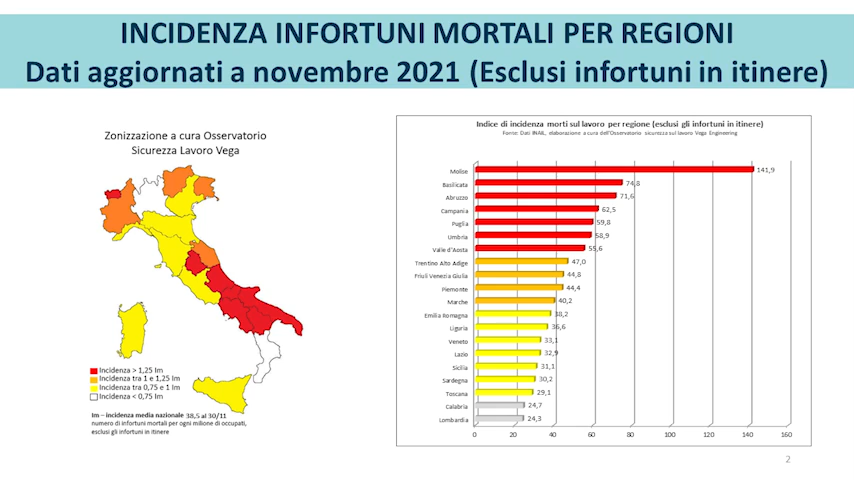 INCIDENZA INFORTUNI MORTALI PER REGIONI
Dati aggiornati a novembre 2021 (Esclusi infortuni in itinere)
Zonizzazione a cura Osservatorio
Sicurezza Lavoro Vega
Incidenza > 1,25 Im
Incidenza tra 1 e 1,25 Im
Incidenza tra 0,75 e 1 Im
Incidenza < 0,75 Im
Im – incidenza media nazionale 38,5 al 30/11
numero di infortuni mortali per ogni milione di occupati,
esclusi gli infortuni in itinere
Indice di incidenza morti sul lavoro per regione (esclusi gli infortuni in itinere)
Fonte: Dati INAIL, elaborazione a cura dell'Osservatorio sicurezza sul lavoro Vega Engineering
Molise 141,9
Basilicata 74,8
Abruzzo 71,6
Campania 62,5
Puglia 59,8
Umbria 58,9
Valle d'Aosta 55,6
Trentino Alto Adige 47,0
Friuli Venezia Giulia 44,8
Piemonte 44,4
Marche 40,2
Emilia Romagna 38,2
Liguria 36,6
Veneto 33,1
Lazio 32,9
Sicilia 31,1
Sardegna 30,2
Toscana 29,1
Calabria 24,7
Lombardia 24,3
0 20 40 60 80 100 120 140 160
2